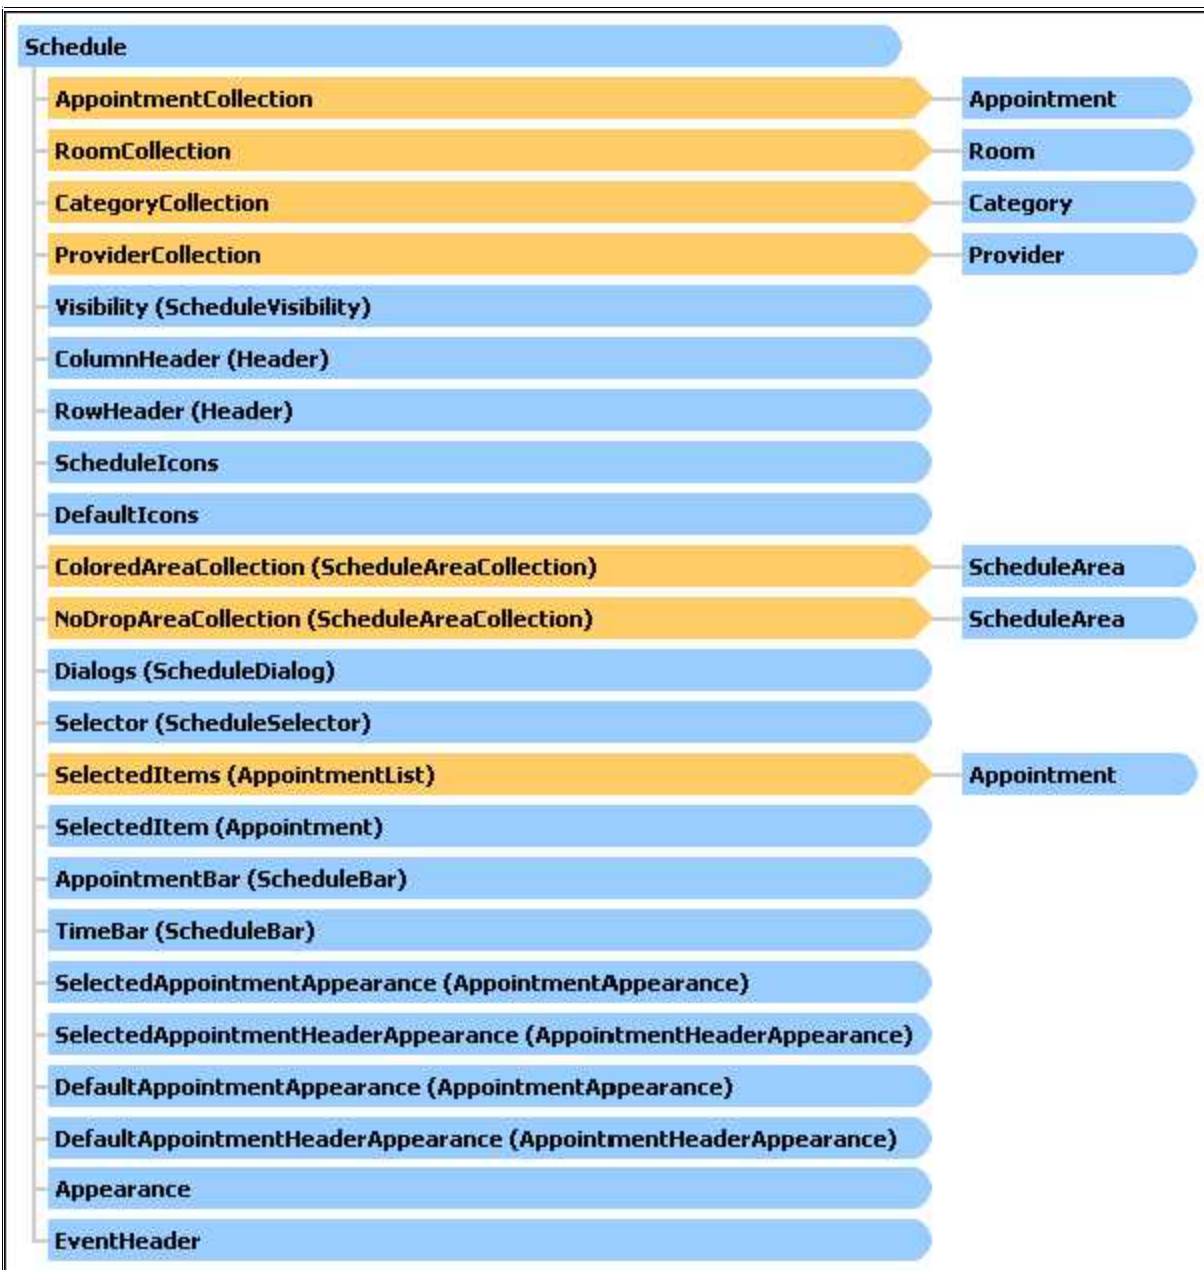 Schedule
AppointmentCollection Appointment
RoomCollection Room
CategoryCollection Category
ProviderCollection Provider
Visibility (ScheduleVisibility)
ColumnHeader (Header)
RowHeader (Header)
ScheduleIcons
DefaultIcons
ColoredAreaCollection (ScheduleAreaCollection) ScheduleArea
NoDropAreaCollection (ScheduleAreaCollection) ScheduleArea
Dialogs (ScheduleDialog)
Selector (ScheduleSelector)
SelectedItems (AppointmentList) Appointment
SelectedItem (Appointment)
AppointmentBar (ScheduleBar)
TimeBar (ScheduleBar)
SelectedAppointmentAppearance (AppointmentAppearance)
SelectedAppointmentHeaderAppearance (AppointmentHeaderAppearance)
DefaultAppointmentAppearance (AppointmentAppearance)
DefaultAppointmentHeaderAppearance (AppointmentHeaderAppearance)
Appearance
EventHeader